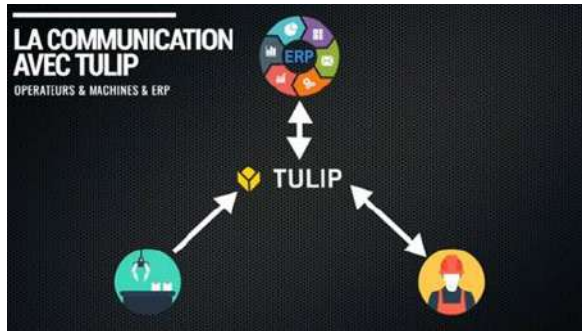 LA COMMUNICATION
AVEC TULIP
OPERATEURS & MACHINES & ERP
ERP
TULIP